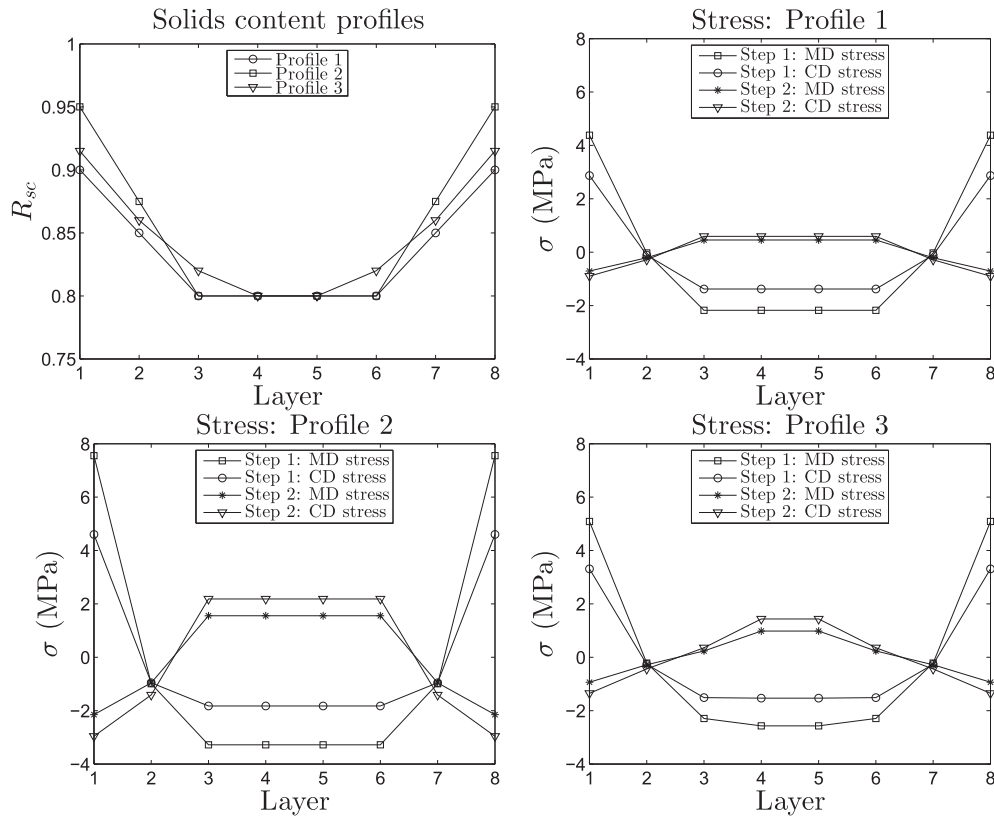 Solids content profiles
Profile 1
Profile 2
Profile 3
1
0.95
0.9
0.85
0.8
0.75
R_sc
1 2 3 4 5 6 7 8
Layer
Stress: Profile 1
Step 1: MD stress
Step 1: CD stress
Step 2: MD stress
Step 2: CD stress
8
6
4
2
0
−2
−4
σ (MPa)
1 2 3 4 5 6 7 8
Layer
Stress: Profile 2
Step 1: MD stress
Step 1: CD stress
Step 2: MD stress
Step 2: CD stress
8
6
4
2
0
−2
−4
σ (MPa)
1 2 3 4 5 6 7 8
Layer
Stress: Profile 3
Step 1: MD stress
Step 1: CD stress
Step 2: MD stress
Step 2: CD stress
8
6
4
2
0
−2
−4
σ (MPa)
1 2 3 4 5 6 7 8
Layer